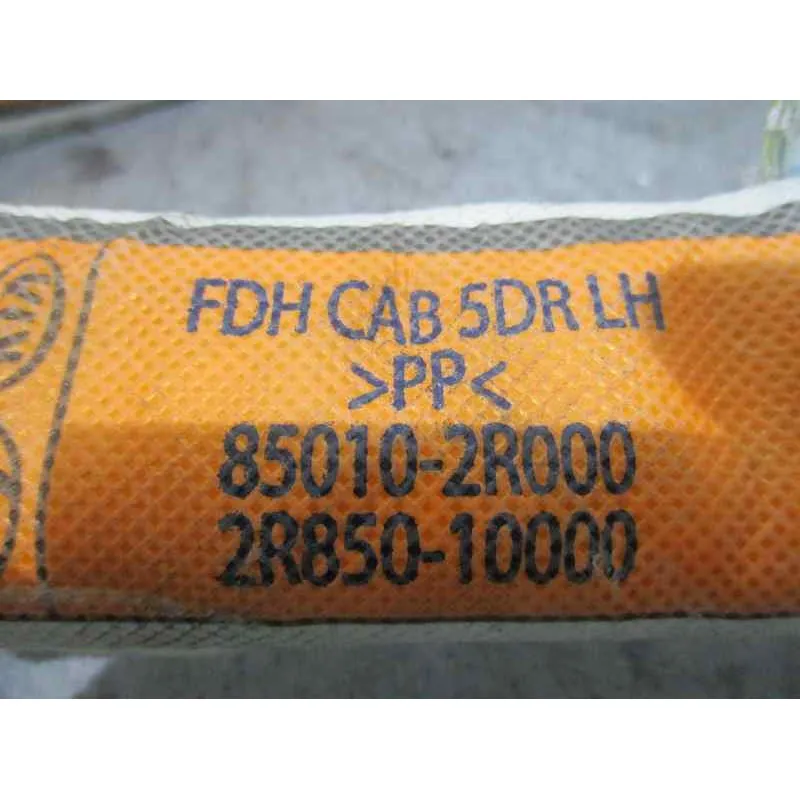 FDH CAB 5DR LH
>PP<
85010-2R000
2R850-10000